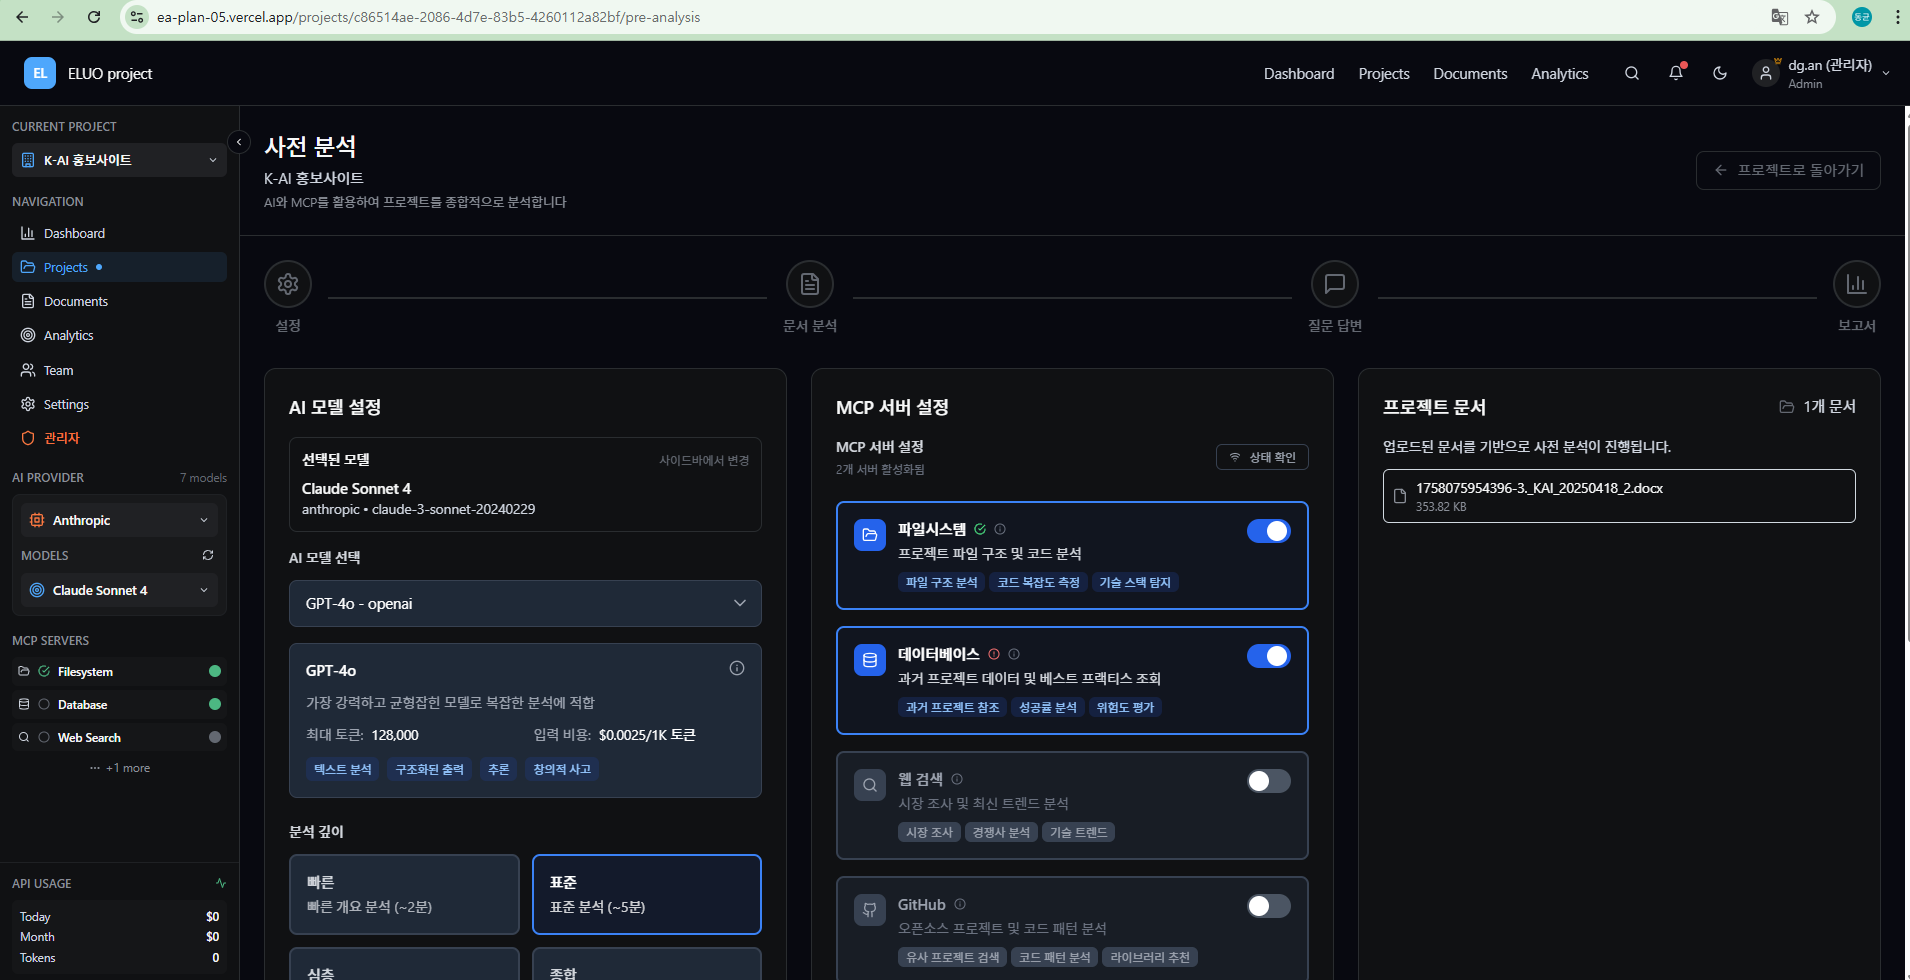 ea-plan-05.vercel.app/projects/c86514ae-2086-4d7e-83b5-4260112a82bf/pre-analysis
동균
EL
ELUO project
Dashboard
Projects
Documents
Analytics
dg.an (관리자)
Admin
CURRENT PROJECT
K-AI 홍보사이트
NAVIGATION
Dashboard
Projects
Documents
Analytics
Team
Settings
관리자
AI PROVIDER
7 models
Anthropic
MODELS
Claude Sonnet 4
MCP SERVERS
Filesystem
Database
Web Search
··· +1 more
API USAGE
Today $0
Month $0
Tokens 0
사전 분석
K-AI 홍보사이트
AI와 MCP를 활용하여 프로젝트를 종합적으로 분석합니다
프로젝트로 돌아가기
설정
문서 분석
질문 답변
보고서
AI 모델 설정
선택된 모델
사이드바에서 변경
Claude Sonnet 4
anthropic • claude-3-sonnet-20240229
AI 모델 선택
GPT-4o - openai
GPT-4o
가장 강력하고 균형잡힌 모델로 복잡한 분석에 적합
최대 토큰: 128,000
입력 비용: $0.0025/1K 토큰
텍스트 분석
구조화된 출력
추론
창의적 사고
분석 깊이
빠른
빠른 개요 분석 (~2분)
표준
표준 분석 (~5분)
심층
종합
MCP 서버 설정
MCP 서버 설정
2개 서버 활성화됨
상태 확인
파일시스템
프로젝트 파일 구조 및 코드 분석
파일 구조 분석
코드 복잡도 측정
기술 스택 탐지
데이터베이스
과거 프로젝트 데이터 및 베스트 프랙티스 조회
과거 프로젝트 참조
성공률 분석
위험도 평가
웹 검색
시장 조사 및 최신 트렌드 분석
시장 조사
경쟁사 분석
기술 트렌드
GitHub
오픈소스 프로젝트 및 코드 패턴 분석
유사 프로젝트 검색
코드 패턴 분석
라이브러리 추천
프로젝트 문서
1개 문서
업로드된 문서를 기반으로 사전 분석이 진행됩니다.
1758075954396-3._KAI_20250418_2.docx
353.82 KB